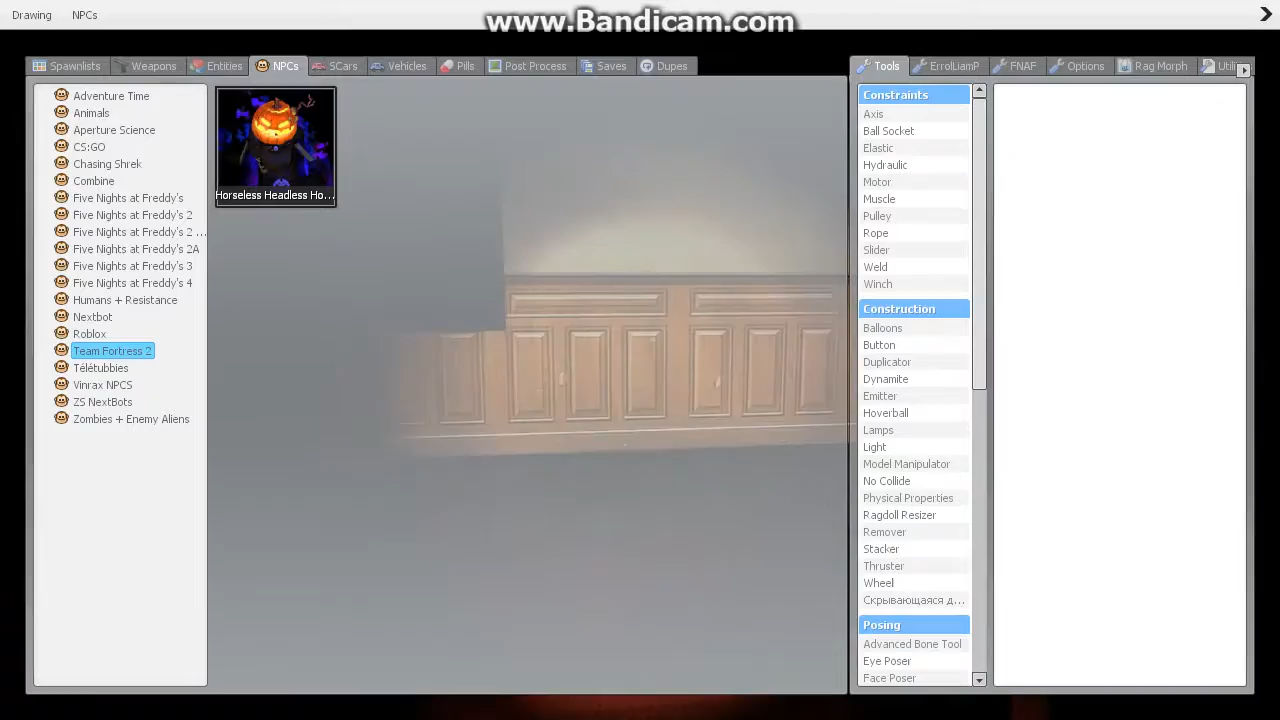 www.Bandicam.com
Drawing NPCs
Spawnlists Weapons Entities NPCs SCars Vehicles Pills Post Process Saves Dupes
Adventure Time
Animals
Aperture Science
CS:GO
Chasing Shrek
Combine
Five Nights at Freddy's
Five Nights at Freddy's 2
Five Nights at Freddy's 2 ...
Five Nights at Freddy's 2A
Five Nights at Freddy's 3
Five Nights at Freddy's 4
Humans + Resistance
Nextbot
Roblox
Team Fortress 2
Télétubbies
Vinrax NPCS
ZS NextBots
Zombies + Enemy Aliens
Horseless Headless Ho...
Tools ErrolLiamP FNAF Options Rag Morph Utili
Constraints
Axis
Ball Socket
Elastic
Hydraulic
Motor
Muscle
Pulley
Rope
Slider
Weld
Winch
Construction
Balloons
Button
Duplicator
Dynamite
Emitter
Hoverball
Lamps
Light
Model Manipulator
No Collide
Physical Properties
Ragdoll Resizer
Remover
Stacker
Thruster
Wheel
Скрывающаяся д...
Posing
Advanced Bone Tool
Eye Poser
Face Poser